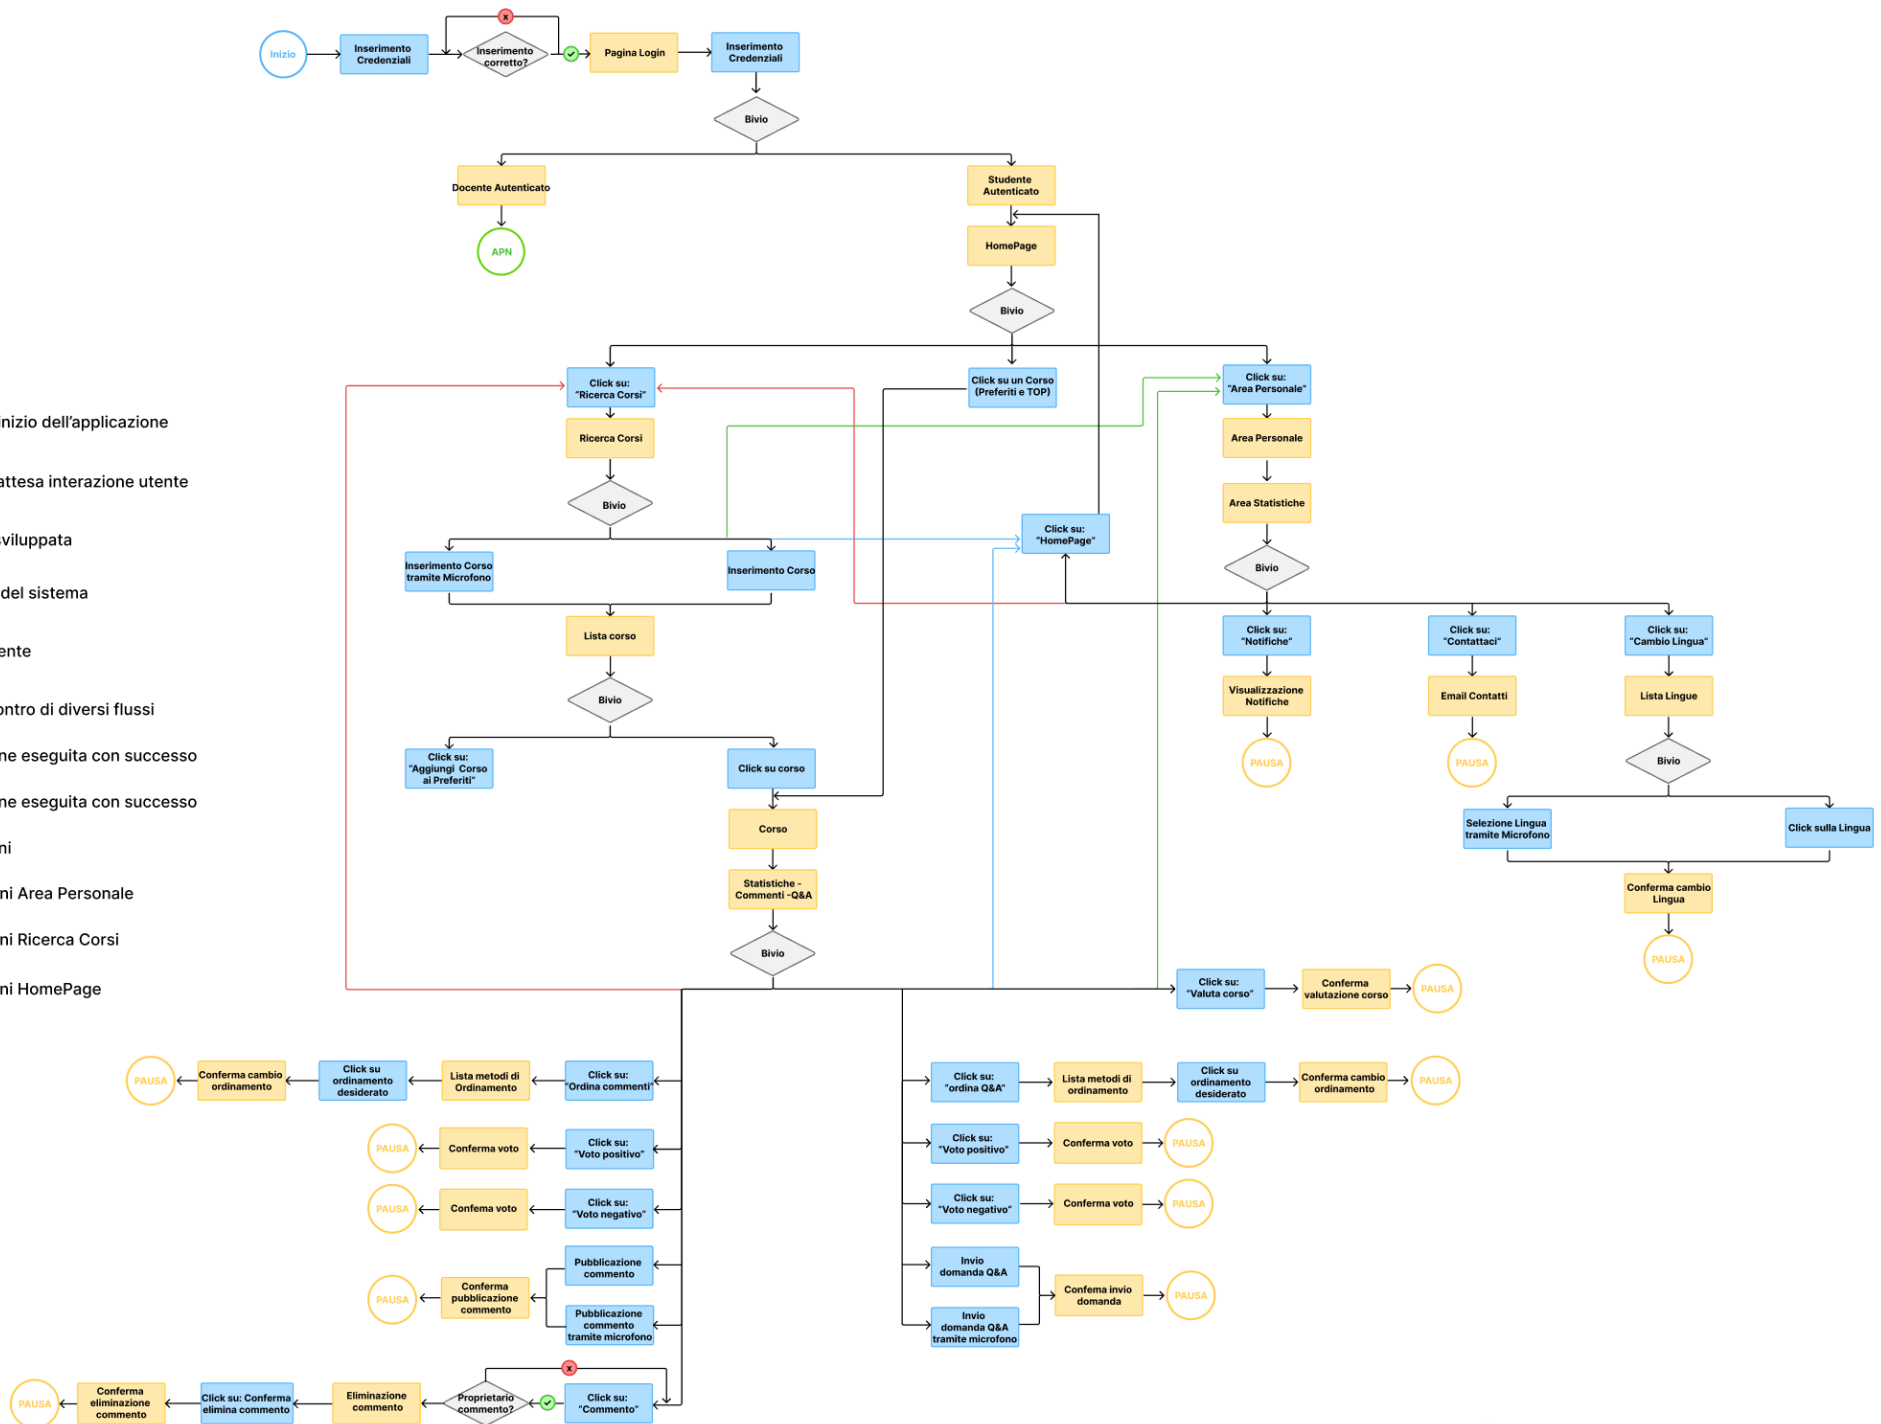 x
Inizio
Inserimento
Credenziali
Inserimento
corretto?
Pagina Login
Inserimento
Credenziali
Bivio
Docente Autenticato
Studente
Autenticato
APN
HomePage
Bivio
Click su:
"Ricerca Corsi"
Click su un Corso
(Preferiti e TOP)
Click su:
"Area Personale"
inizio dell'applicazione
Ricerca Corsi
Area Personale
attesa interazione utente
Bivio
Area Statistiche
sviluppata
Click su:
"HomePage"
Inserimento Corso
tramite Microfono
Inserimento Corso
Bivio
del sistema
Lista corso
Click su:
"Notifiche"
Click su:
"Contattaci"
Click su:
"Cambio Lingua"
ente
Bivio
Visualizzazione
Notifiche
Email Contatti
Lista Lingue
ontro di diversi flussi
ne eseguita con successo
Click su:
"Aggiungi Corso
ai Preferiti"
Click su corso
PAUSA
PAUSA
Bivio
ne eseguita con successo
Corso
Selezione Lingua
tramite Microfono
Click sulla Lingua
ni
Statistiche -
Commenti -Q&A
Conferma cambio
Lingua
ni Area Personale
ni Ricerca Corsi
Bivio
PAUSA
ni HomePage
Click su:
"Valuta corso"
Conferma
valutazione corso
PAUSA
PAUSA
Conferma cambio
ordinamento
Click su
ordinamento
desiderato
Lista metodi di
Ordinamento
Click su:
"Ordina commenti"
Click su:
"ordina Q&A"
Lista metodi di
ordinamento
Click su
ordinamento
desiderato
Conferma cambio
ordinamento
PAUSA
PAUSA
Conferma voto
Click su:
"Voto positivo"
Click su:
"Voto positivo"
Conferma voto
PAUSA
PAUSA
Confema voto
Click su:
"Voto negativo"
Click su:
"Voto negativo"
Conferma voto
PAUSA
Pubblicazione
commento
Invio
domanda Q&A
PAUSA
Conferma
pubblicazione
commento
Confema invio
domanda
PAUSA
Pubblicazione
commento
tramite microfono
Invio
domanda Q&A
tramite microfono
x
PAUSA
Conferma
eliminazione
commento
Click su: Conferma
elimina commento
Eliminazione
commento
Proprietario
commento?
Click su:
"Commento"